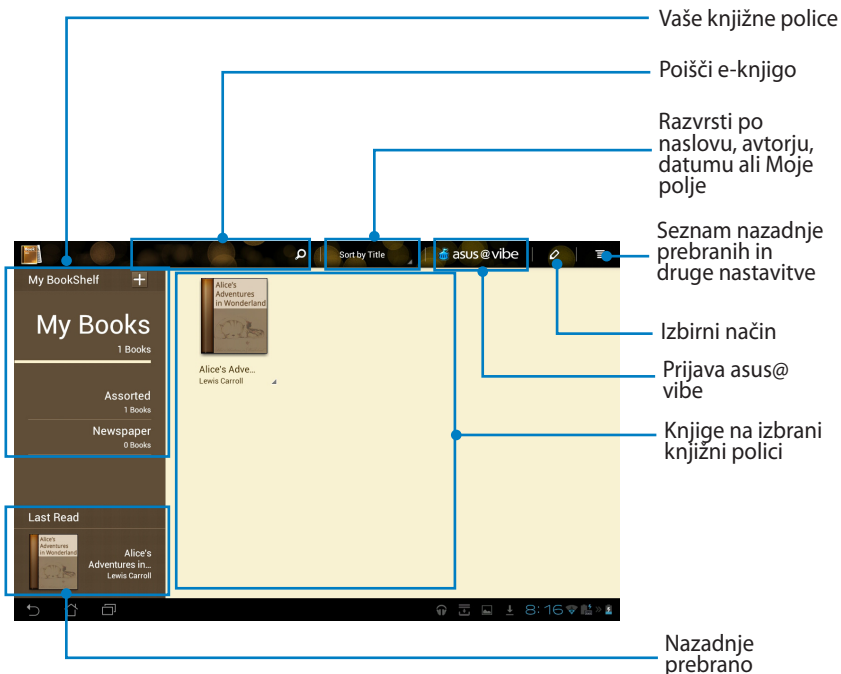 Vaše knjižne police
Poišči e-knjigo
Razvrsti po
naslovu, avtorju,
datumu ali Moje
polje
Seznam nazadnje
prebranih in
druge nastavitve
Izbirni način
Prijava asus@
vibe
Knjige na izbrani
knjižni polici
Nazadnje
prebrano
Sort by Title
asus@vibe
My BookShelf
My Books
1 Books
Assorted
1 Books
Newspaper
0 Books
Alice's
Adventures
in Wonderland
Alice's Adve...
Lewis Carroll
Last Read
Alice's
Adventures
in Wonderland
Alice's
Adventures in...
Lewis Carroll
8:16